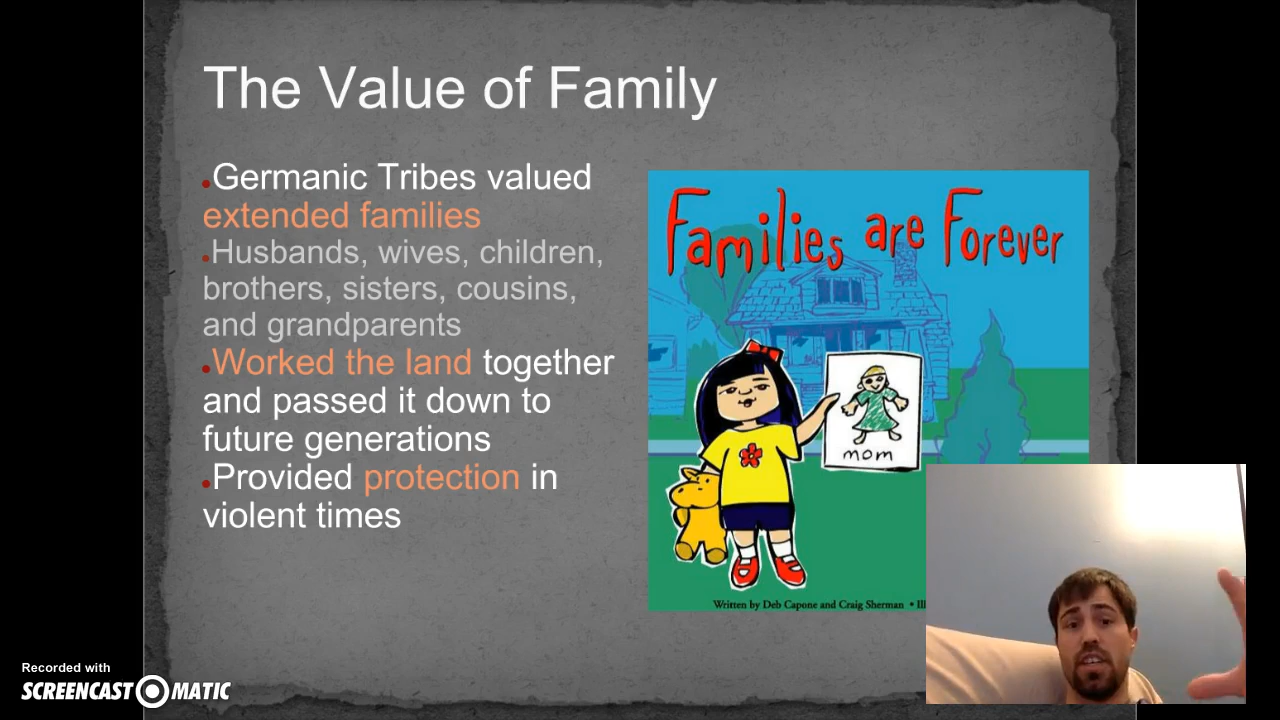 The Value of Family
•Germanic Tribes valued
extended families
•Husbands, wives, children,
brothers, sisters, cousins,
and grandparents
•Worked the land together
and passed it down to
future generations
•Provided protection in
violent times
Families are Forever
mom
Written by Deb Capone and Craig Sherman • Ill
Recorded with
SCREENCAST MATIC